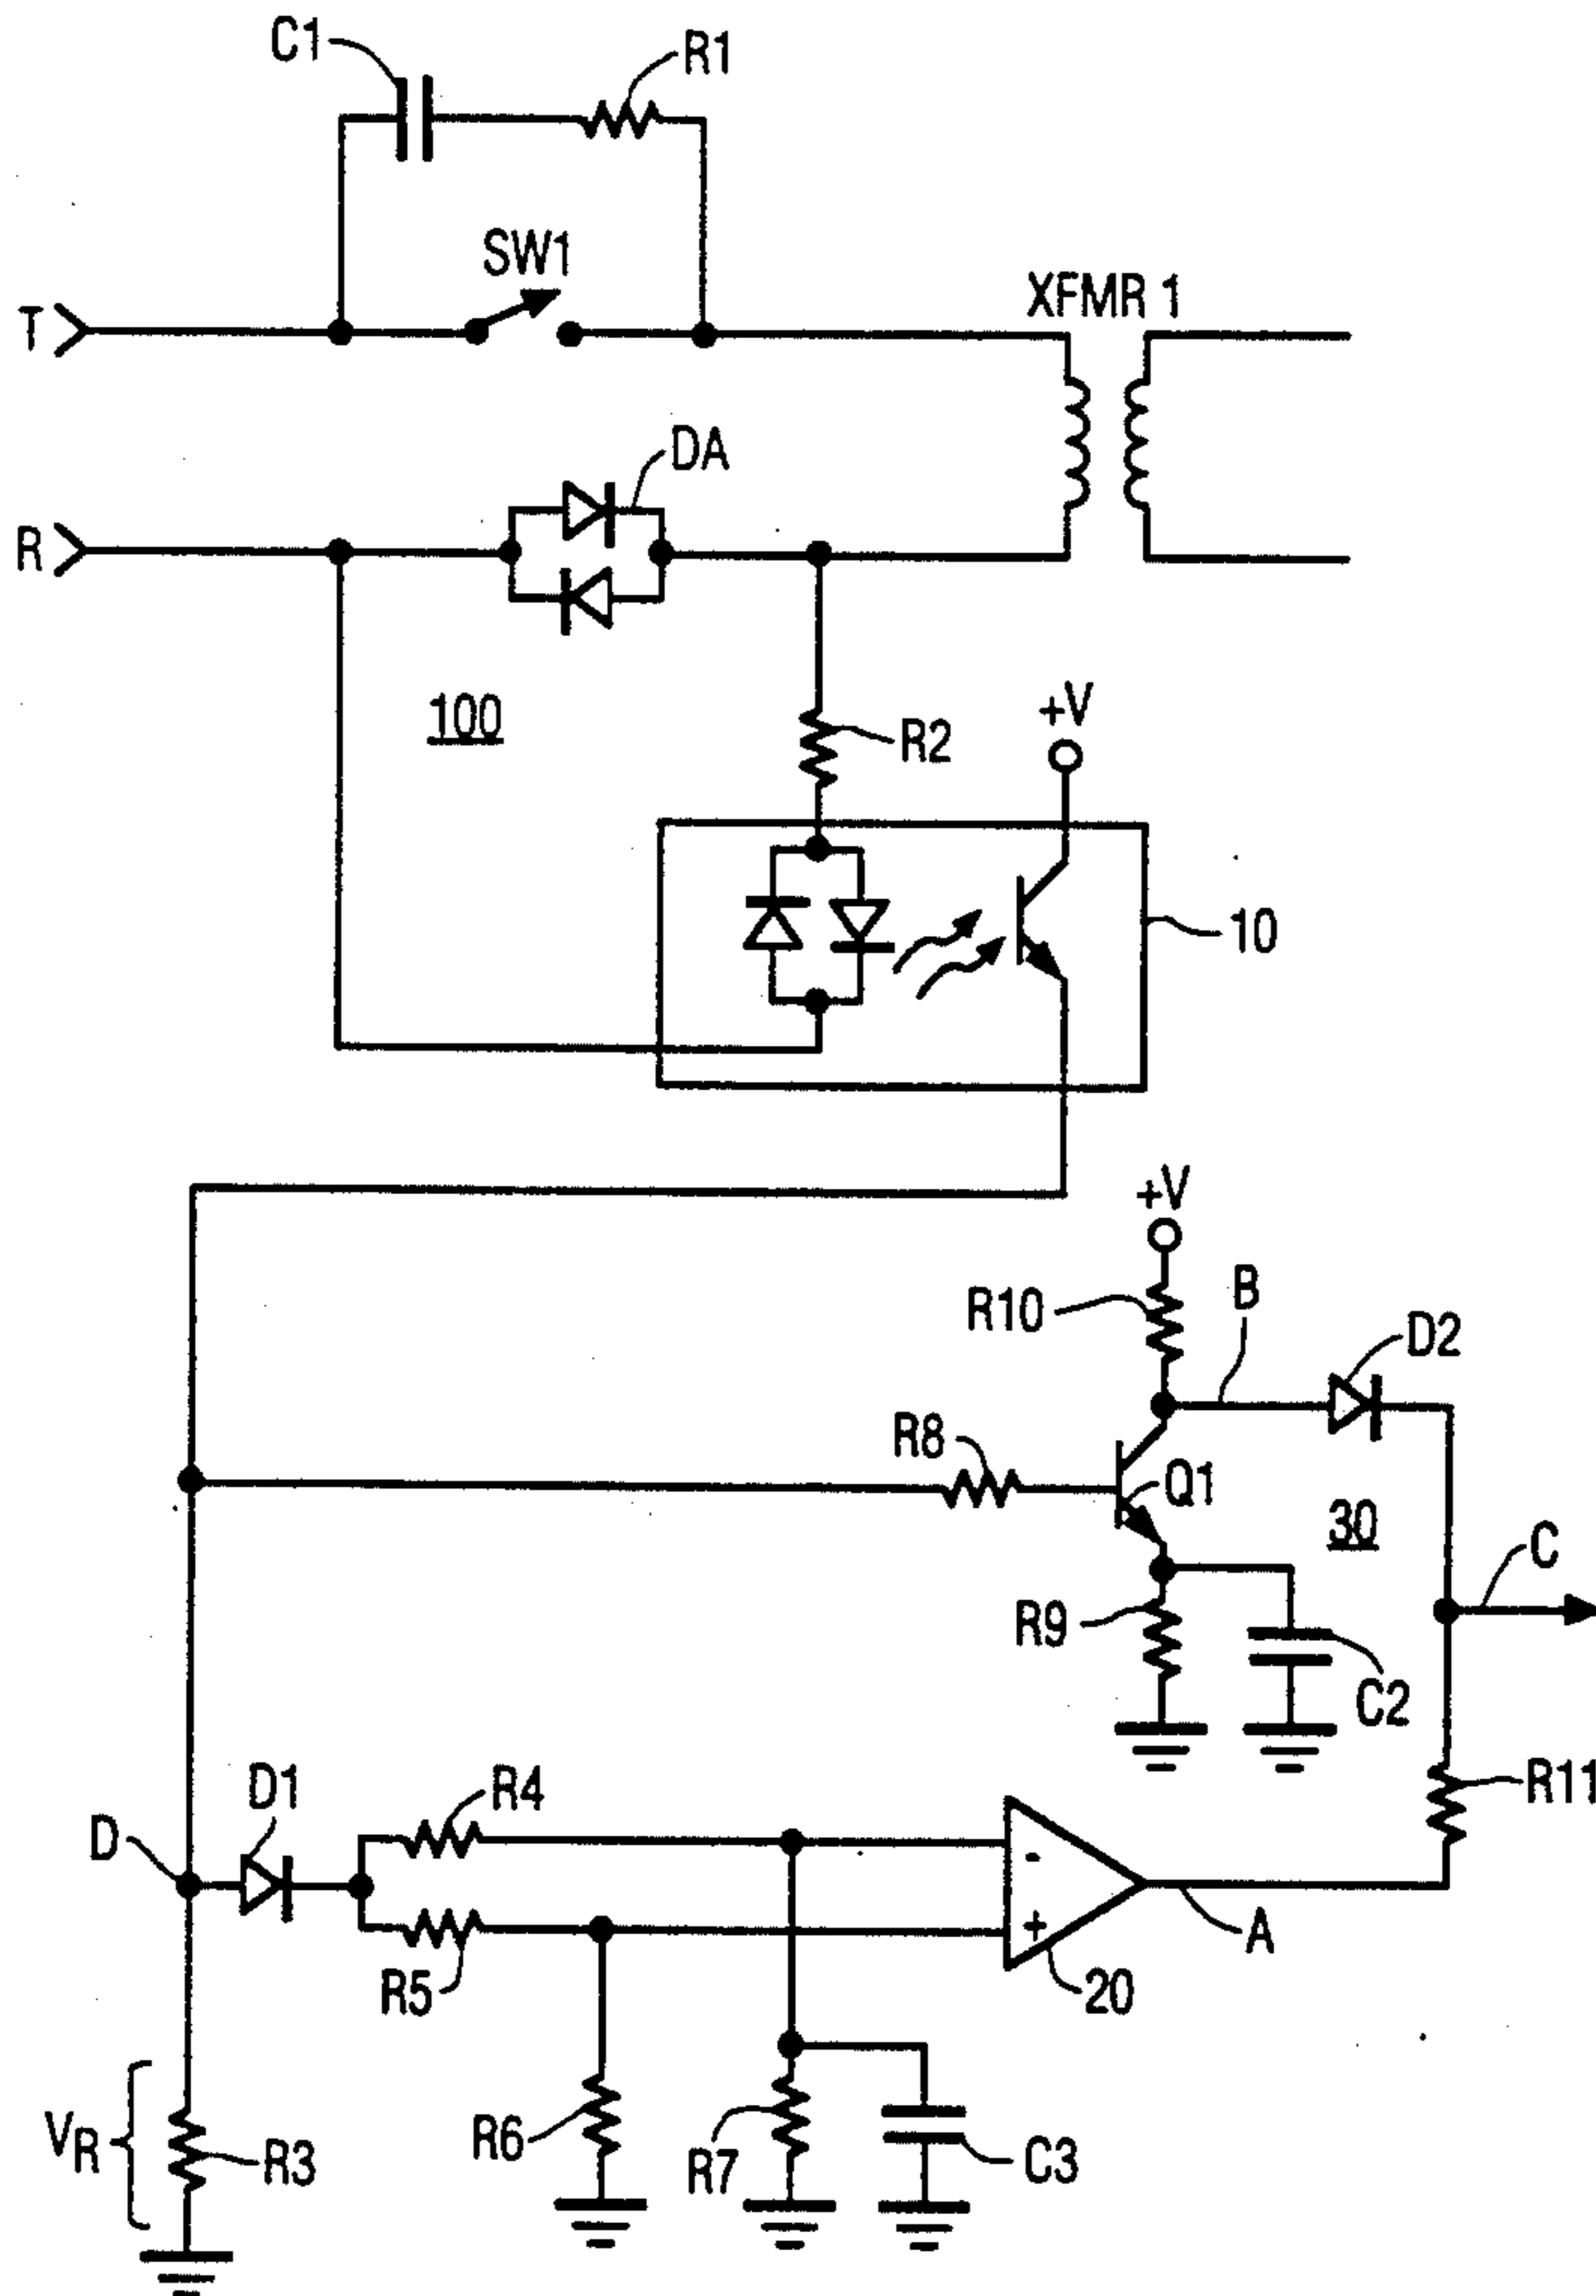 C1
R1
SW1
T
XFMR 1
DA
R
100
+V
R2
10
+V
R10
B
D2
R8
Q1
30
C
R9
C2
D1
R4
R11
D
-
+
A
R5
20
R6
R7
C3
VR
R3